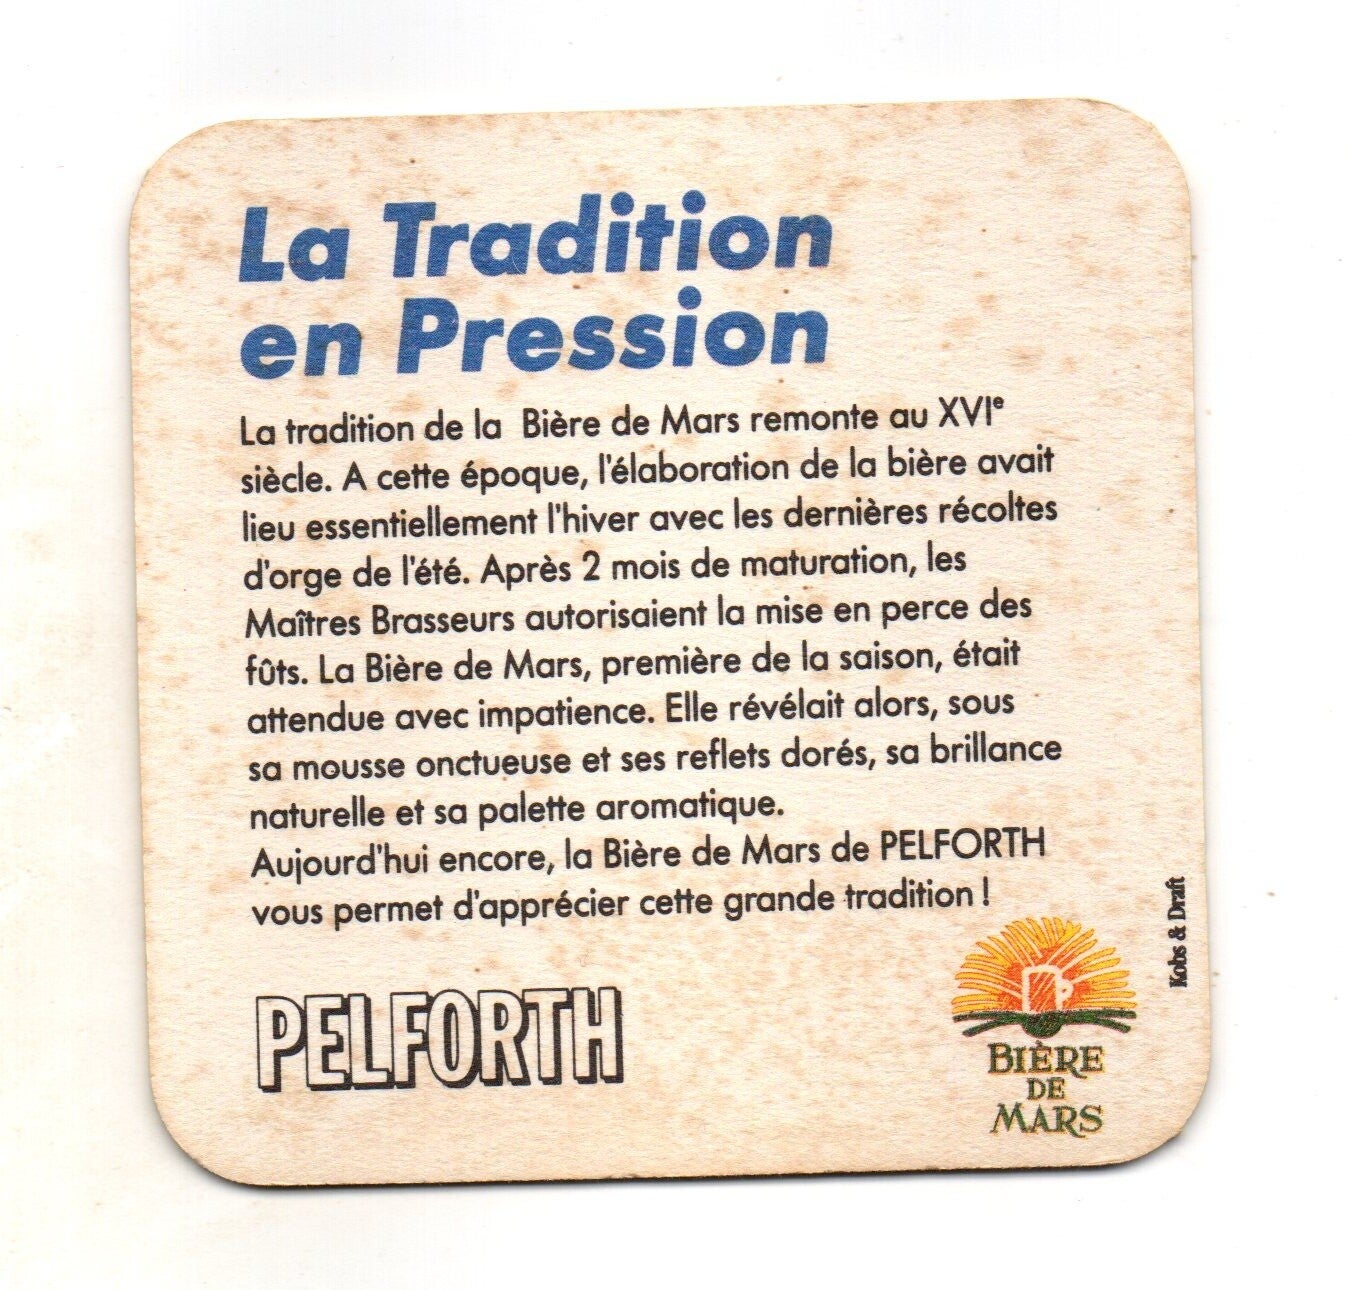 La Tradition
en Pression
La tradition de la Bière de Mars remonte au XVIe
siècle. A cette époque, l'élaboration de la bière avait
lieu essentiellement l'hiver avec les dernières récoltes
d'orge de l'été. Après 2 mois de maturation, les
Maîtres Brasseurs autorisaient la mise en perce des
fûts. La Bière de Mars, première de la saison, était
attendue avec impatience. Elle révélait alors, sous
sa mousse onctueuse et ses reflets dorés, sa brillance
naturelle et sa palette aromatique.
Aujourd'hui encore, la Bière de Mars de PELFORTH
vous permet d'apprécier cette grande tradition !
PELFORTH
BIÈRE
DE
MARS
Kobs & Draft